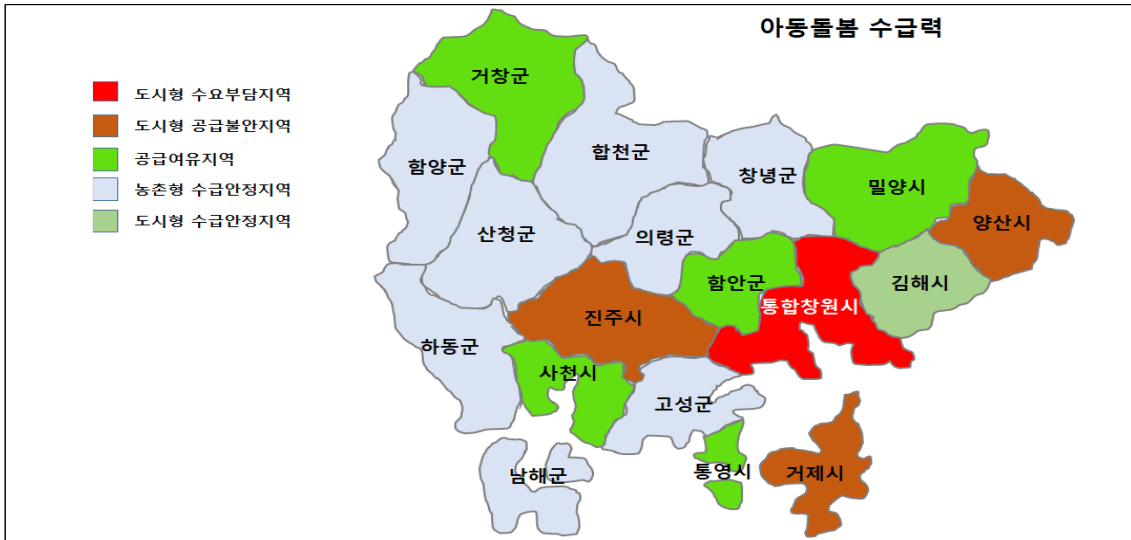 아동돌봄 수급력
도시형 수요부담지역
도시형 공급불안지역
공급여유지역
농촌형 수급안정지역
도시형 수급안정지역
거창군
함양군
합천군
창녕군
밀양시
양산시
산청군
의령군
함안군
김해시
통합창원시
진주시
하동군
사천시
고성군
남해군
통영시
거제시